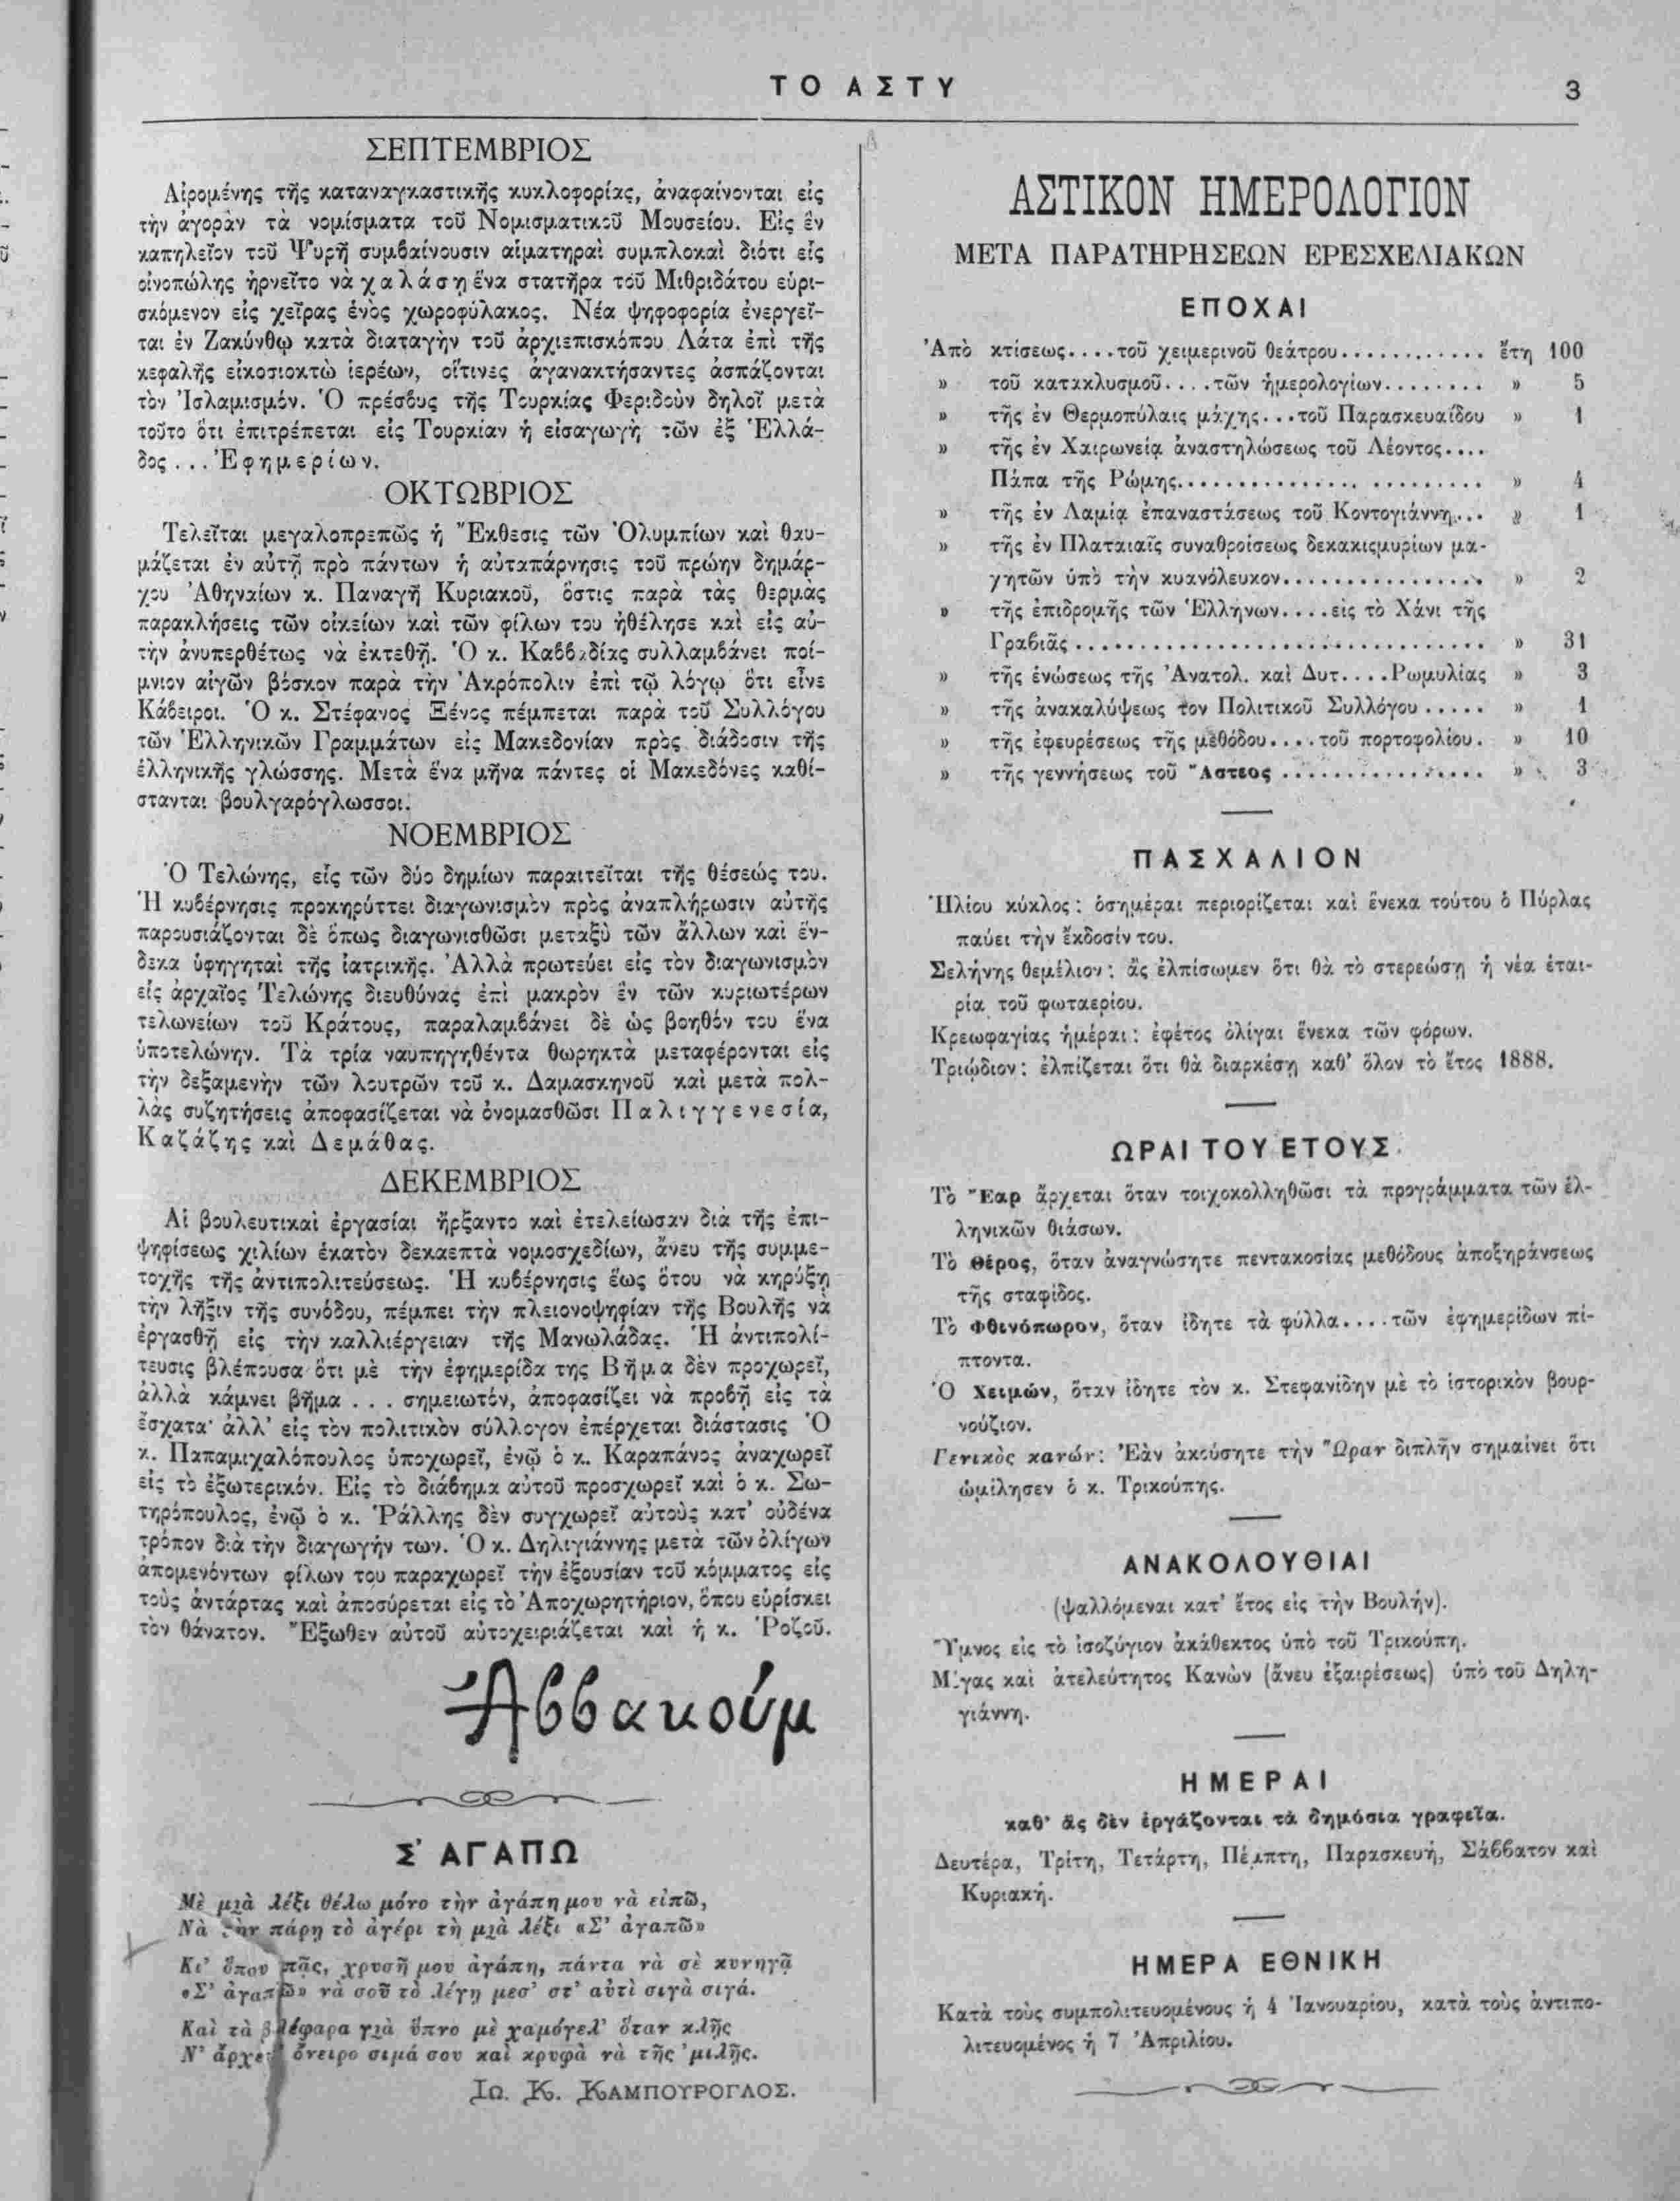 ΤΟ ΑΣΤΥ
3
ΣΕΠΤΕΜΒΡΙΟΣ
Αἰρομένης τῆς καταναγκαστικῆς κυκλοφορίας, ἀναφαίνονται εἰς
τὴν ἀγορὰν τὰ νομίσματα τοῦ Νομισματικοῦ Μουσείου. Εἰς ἓν
καπηλεῖον τοῦ Ψυρῆ συμβαίνουσιν αἱματηραὶ συμπλοκαὶ διότι εἷς
οἰνοπώλης ἠρνεῖτο νὰ χαλάσῃ ἕνα στατῆρα τοῦ Μιθριδάτου εὑρι-
σκόμενον εἰς χεῖρας ἑνὸς χωροφύλακος. Νέα ψηφοφορία ἐνεργεῖ-
ται ἐν Ζακύνθῳ κατὰ διαταγὴν τοῦ ἀρχιεπισκόπου Λάτα ἐπὶ τῆς
κεφαλῆς εἰκοσιοκτὼ ἱερέων, οἵτινες ἀγανακτήσαντες ἀσπάζονται
τὸν Ἰσλαμισμόν. Ὁ πρέσβυς τῆς Τουρκίας Φεριδοὺν δηλοῖ μετὰ
τοῦτο ὅτι ἐπιτρέπεται εἰς Τουρκίαν ἡ εἰσαγωγὴ τῶν ἐξ Ἑλλά-
δος ... Ἐφημερίων.
ΟΚΤΩΒΡΙΟΣ
Τελεῖται μεγαλοπρεπῶς ἡ Ἔκθεσις τῶν Ὀλυμπίων καὶ θαυ-
μάζεται ἐν αὐτῇ πρὸ πάντων ἡ αὐταπάρνησις τοῦ πρώην δημάρ-
χου Ἀθηναίων κ. Παναγῆ Κυριακοῦ, ὅστις παρὰ τὰς θερμὰς
παρακλήσεις τῶν οἰκείων καὶ τῶν φίλων του ἠθέλησε καὶ εἰς αὐ-
τὴν ἀνυπερθέτως νὰ ἐκτεθῇ. Ὁ κ. Καββαδίας συλλαμβάνει ποί-
μνιον αἰγῶν βόσκον παρὰ τὴν Ἀκρόπολιν ἐπὶ τῷ λόγῳ ὅτι εἶνε
Κάβειροι. Ὁ κ. Στέφανος Ξένος πέμπεται παρὰ τοῦ Συλλόγου
τῶν Ἑλληνικῶν Γραμμάτων εἰς Μακεδονίαν πρὸς διάδοσιν τῆς
ἑλληνικῆς γλώσσης. Μετὰ ἕνα μῆνα πάντες οἱ Μακεδόνες καθί-
στανται βουλγαρόγλωσσοι.
ΝΟΕΜΒΡΙΟΣ
Ὁ Τελώνης, εἷς τῶν δύο δημίων παραιτεῖται τῆς θέσεώς του.
Ἡ κυβέρνησις προκηρύττει διαγωνισμὸν πρὸς ἀναπλήρωσιν αὐτῆς
παρουσιάζονται δὲ ὅπως διαγωνισθῶσι μεταξὺ τῶν ἄλλων καὶ ἕν-
δεκα ὑφηγηταὶ τῆς ἰατρικῆς. Ἀλλὰ πρωτεύει εἰς τὸν διαγωνισμὸν
εἷς ἀρχαῖος Τελώνης διευθύνας ἐπὶ μακρὸν ἓν τῶν κυριωτέρων
τελωνείων τοῦ Κράτους, παραλαμβάνει δὲ ὡς βοηθόν του ἕνα
ὑποτελώνην. Τὰ τρία ναυπηγηθέντα θωρηκτὰ μεταφέρονται εἰς
τὴν δεξαμενὴν τῶν λουτρῶν τοῦ κ. Δαμασκηνοῦ καὶ μετὰ πολ-
λὰς συζητήσεις ἀποφασίζεται νὰ ὀνομασθῶσι Παλιγγενεσία,
Καζάζης καὶ Δεμάθας.
ΔΕΚΕΜΒΡΙΟΣ
Αἱ βουλευτικαὶ ἐργασίαι ἤρξαντο καὶ ἐτελείωσαν διὰ τῆς ἐπι-
ψηφίσεως χιλίων ἑκατὸν δεκαεπτὰ νομοσχεδίων, ἄνευ τῆς συμμε-
τοχῆς τῆς ἀντιπολιτεύσεως. Ἡ κυβέρνησις ἕως ὅτου νὰ κηρύξῃ
τὴν λῆξιν τῆς συνόδου, πέμπει τὴν πλειονοψηφίαν τῆς Βουλῆς νὰ
ἐργασθῇ εἰς τὴν καλλιέργειαν τῆς Μανωλάδας. Ἡ ἀντιπολί-
τευσις βλέπουσα ὅτι μὲ τὴν ἐφημερίδα της Βῆμα δὲν προχωρεῖ,
ἀλλὰ κάμνει βῆμα ... σημειωτόν, ἀποφασίζει νὰ προβῇ εἰς τὰ
ἔσχατα· ἀλλ' εἰς τὸν πολιτικὸν σύλλογον ἐπέρχεται διάστασις Ὁ
κ. Παπαμιχαλόπουλος ὑποχωρεῖ, ἐνῷ ὁ κ. Καραπάνος ἀναχωρεῖ
εἰς τὸ ἐξωτερικόν. Εἰς τὸ διάβημα αὐτοῦ προσχωρεῖ καὶ ὁ κ. Σω-
τηρόπουλος, ἐνῷ ὁ κ. Ῥάλλης δὲν συγχωρεῖ αὐτοὺς κατ' οὐδένα
τρόπον διὰ τὴν διαγωγήν των. Ὁ κ. Δηλιγιάννης μετὰ τῶν ὀλίγων
ἀπομενόντων φίλων του παραχωρεῖ τὴν ἐξουσίαν τοῦ κόμματος εἰς
τοὺς ἀντάρτας καὶ ἀποσύρεται εἰς τὸ Ἀποχωρητήριον, ὅπου εὑρίσκει
τὸν θάνατον. Ἔξωθεν αὐτοῦ αὐτοχειριάζεται καὶ ἡ κ. Ῥοζοῦ.
Ἀββακούμ
Σ' ΑΓΑΠΩ
Μὲ μιὰ λέξι θέλω μόνο τὴν ἀγάπη μου νὰ εἰπῶ,
Νὰ τὴν πάρῃ τὸ ἀγέρι τὴ μιὰ λέξι «Σ' ἀγαπῶ»
Κι' ὅπου πᾶς, χρυσῆ μου ἀγάπη, πάντα νὰ σὲ κυνηγᾷ
«Σ' ἀγαπῶ» νὰ σοῦ τὸ λέγῃ μεσ' στ' αὐτὶ σιγὰ σιγά.
Καὶ τὰ βλέφαρα γιὰ ὕπνο μὲ χαμόγελ' ὅταν κλῇς
Ν' ἄρχεται ὄνειρο σιμά σου καὶ κρυφὰ νὰ τῆς 'μιλῇς.
Ιω. Κ. ΚΑΜΠΟΥΡΟΓΛΟΣ.
ΑΣΤΙΚΟΝ ΗΜΕΡΟΛΟΓΙΟΝ
ΜΕΤΑ ΠΑΡΑΤΗΡΗΣΕΩΝ ΕΡΕΣΧΕΛΙΑΚΩΝ
ΕΠΟΧΑΙ
Ἀπὸ κτίσεως....τοῦ χειμερινοῦ θεάτρου............ ἔτη 100
» τοῦ κατακλυσμοῦ....τῶν ἡμερολογίων........ » 5
» τῆς ἐν Θερμοπύλαις μάχης...τοῦ Παρασκευαΐδου » 1
» τῆς ἐν Χαιρωνείᾳ ἀναστηλώσεως τοῦ Λέοντος....
Πάπα τῆς Ρώμης........................ » 4
» τῆς ἐν Λαμίᾳ ἐπαναστάσεως τοῦ Κοντογιάννη... » 1
» τῆς ἐν Πλαταιαῖς συναθροίσεως δεκακιςμυρίων μα-
χητῶν ὑπὸ τὴν κυανόλευκον................ » 2
» τῆς ἐπιδρομῆς τῶν Ἑλλήνων....εἰς τὸ Χάνι τῆς
Γραβιᾶς............................... » 31
» τῆς ἑνώσεως τῆς Ἀνατολ. καὶ Δυτ....Ρωμυλίας » 3
» τῆς ἀνακαλύψεως τον Πολιτικοῦ Συλλόγου..... » 1
» τῆς ἐφευρέσεως τῆς μεθόδου....τοῦ πορτοφολίου. » 10
» τῆς γεννήσεως τοῦ Ἄστεος................ » 3
ΠΑΣΧΑΛΙΟΝ
Ἡλίου κύκλος: ὁσημέραι περιορίζεται καὶ ἕνεκα τούτου ὁ Πύρλας
παύει τὴν ἔκδοσίν του.
Σελήνης θεμέλιον: ἂς ἐλπίσωμεν ὅτι θὰ τὸ στερεώσῃ ἡ νέα ἑται-
ρία τοῦ φωταερίου.
Κρεωφαγίας ἡμέραι: ἐφέτος ὀλίγαι ἕνεκα τῶν φόρων.
Τριῴδιον: ἐλπίζεται ὅτι θὰ διαρκέσῃ καθ' ὅλον τὸ ἔτος 1888.
ΩΡΑΙ ΤΟΥ ΕΤΟΥΣ
Τὸ Ἔαρ ἄρχεται ὅταν τοιχοκολληθῶσι τὰ προγράμματα τῶν ἑλ-
ληνικῶν θιάσων.
Τὸ Θέρος, ὅταν ἀναγνώσητε πεντακοσίας μεθόδους ἀποξηράνσεως
τῆς σταφίδος.
Τὸ Φθινόπωρον, ὅταν ἴδητε τὰ φύλλα....τῶν ἐφημερίδων πί-
πτοντα.
Ὁ Χειμών, ὅταν ἴδητε τὸν κ. Στεφανίδην μὲ τὸ ἱστορικὸν βουρ-
νούζιον.
Γενικὸς κανών: Ἐὰν ἀκούσητε τὴν Ὥραν διπλῆν σημαίνει ὅτι
ὡμίλησεν ὁ κ. Τρικούπης.
ΑΝΑΚΟΛΟΥΘΙΑΙ
(ψαλλόμεναι κατ' ἔτος εἰς τὴν Βουλήν).
Ὕμνος εἰς τὸ ἰσοζύγιον ἀκάθεκτος ὑπὸ τοῦ Τρικούπη.
Μέγας καὶ ἀτελεύτητος Κανὼν (ἄνευ ἐξαιρέσεως) ὑπὸ τοῦ Δηλη-
γιάννη.
ΗΜΕΡΑΙ
καθ' ἃς δὲν ἐργάζονται τὰ δημόσια γραφεῖα.
Δευτέρα, Τρίτη, Τετάρτη, Πέμπτη, Παρασκευή, Σάββατον καὶ
Κυριακή.
ΗΜΕΡΑ ΕΘΝΙΚΗ
Κατὰ τοὺς συμπολιτευομένους ἡ 4 Ἰανουαρίου, κατὰ τοὺς ἀντιπο-
λιτευομένος ἡ 7 Ἀπριλίου.